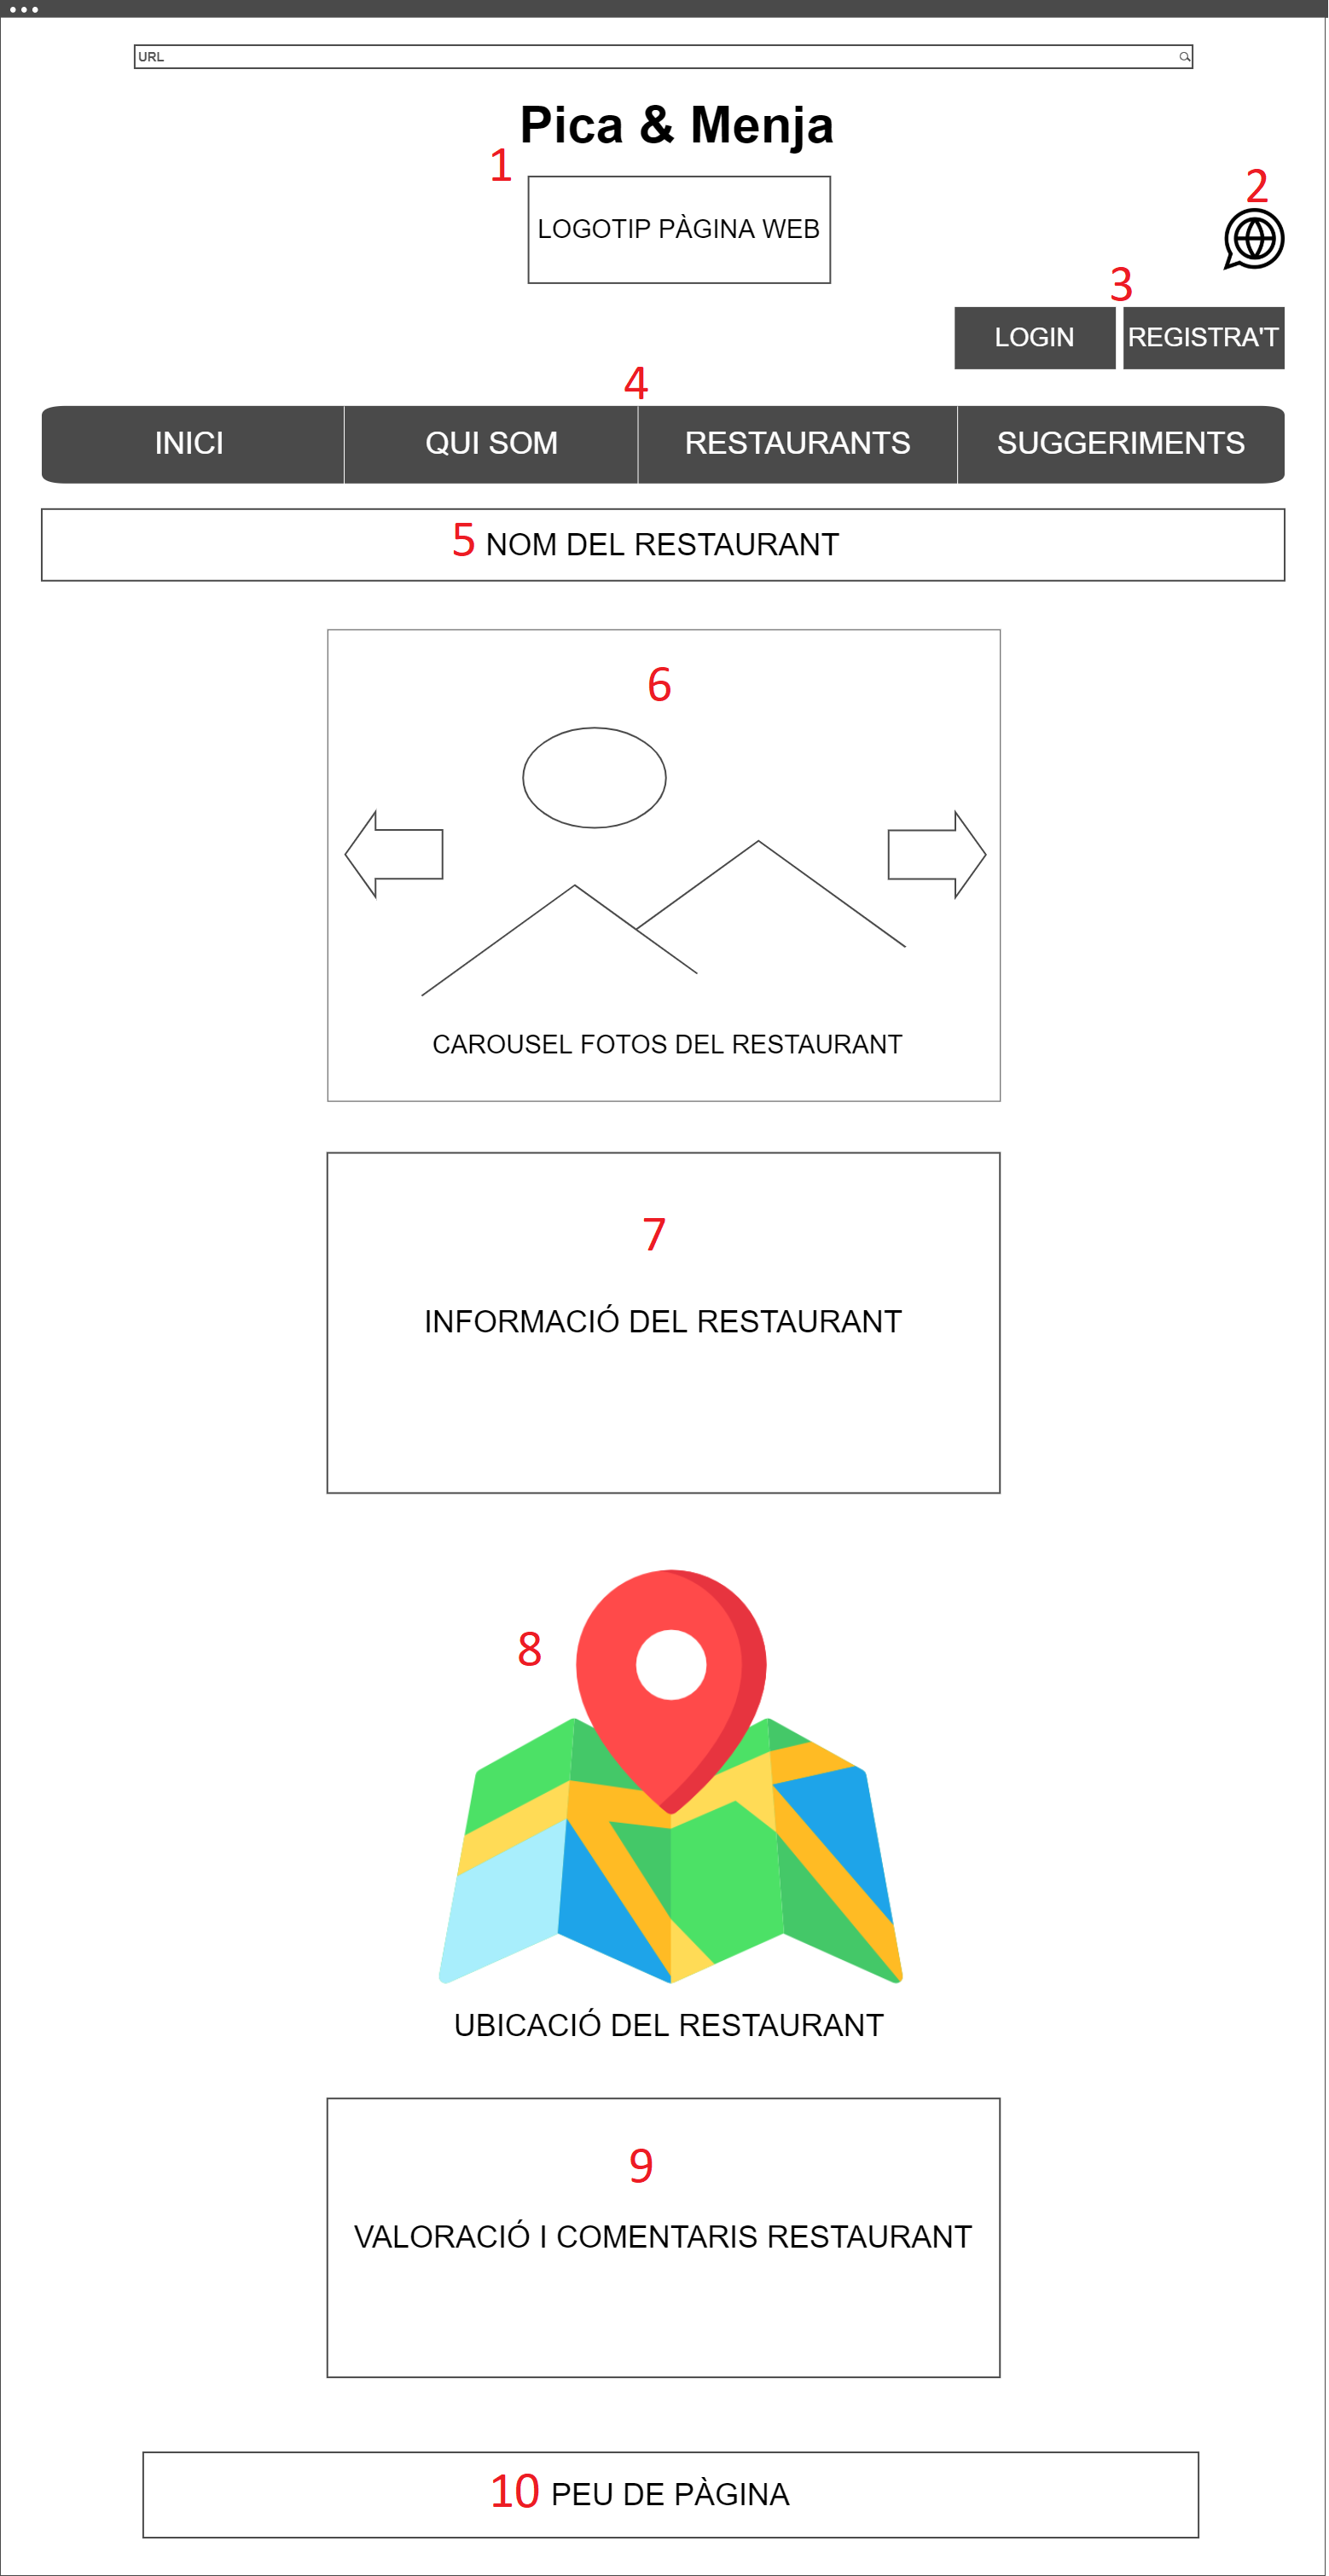 URL
Pica & Menja
1
LOGOTIP PÀGINA WEB
2
3
LOGIN REGISTRA'T
4
INICI QUI SOM RESTAURANTS SUGGERIMENTS
5 NOM DEL RESTAURANT
6
CAROUSEL FOTOS DEL RESTAURANT
7
INFORMACIÓ DEL RESTAURANT
8
UBICACIÓ DEL RESTAURANT
9
VALORACIÓ I COMENTARIS RESTAURANT
10 PEU DE PÀGINA